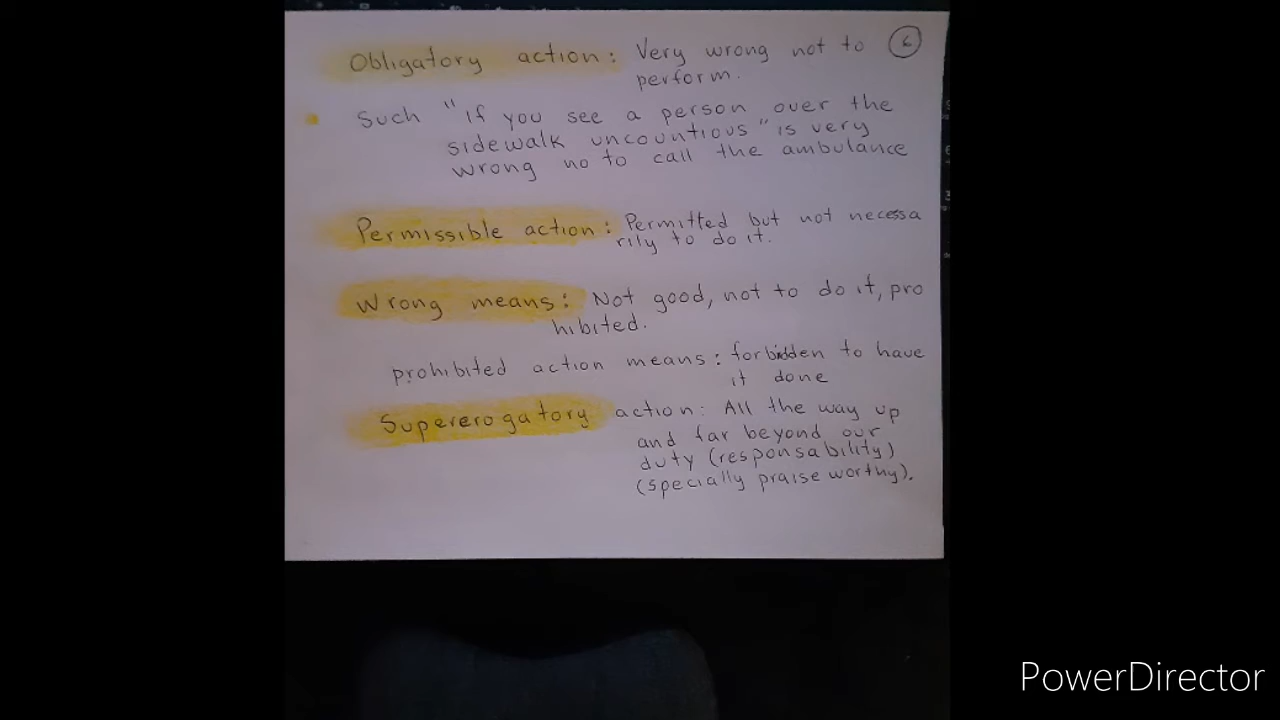 Obligatory action: Very wrong not to 6
perform.
Such "if you see a person over the
sidewalk uncountious" is very
wrong no to call the ambulance
Permissible action: Permitted but not necessa
rily to do it.
Wrong means: Not good, not to do it, pro
hibited.
prohibited action means: forbidden to have
it done
Supererogatory action: All the way up
and far beyond our
duty (responsability)
(specially praise worthy).
PowerDirector